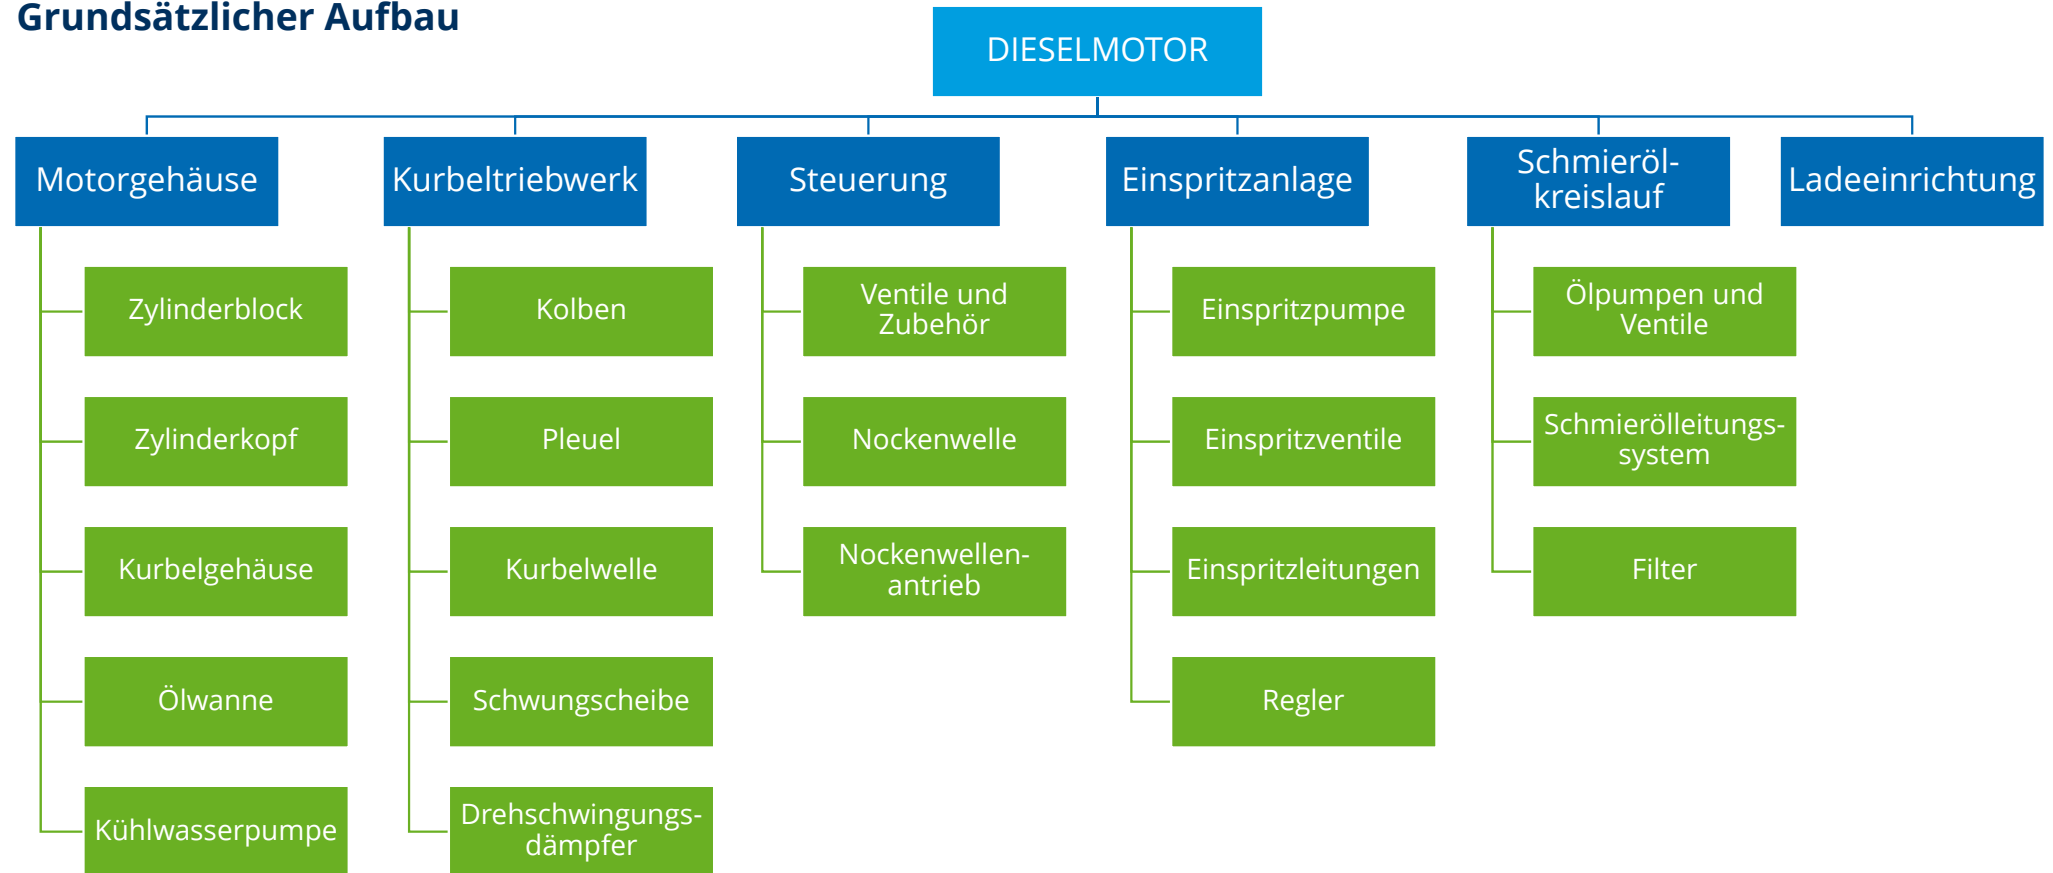 Grundsätzlicher Aufbau
DIESELMOTOR
Motorgehäuse
Kurbeltriebwerk
Steuerung
Einspritzanlage
Schmieröl-
kreislauf
Ladeeinrichtung
Zylinderblock
Zylinderkopf
Kurbelgehäuse
Ölwanne
Kühlwasserpumpe
Kolben
Pleuel
Kurbelwelle
Schwungscheibe
Drehschwingungs-
dämpfer
Ventile und
Zubehör
Nockenwelle
Nockenwellen-
antrieb
Einspritzpumpe
Einspritzventile
Einspritzleitungen
Regler
Ölpumpen und
Ventile
Schmierölleitungs-
system
Filter